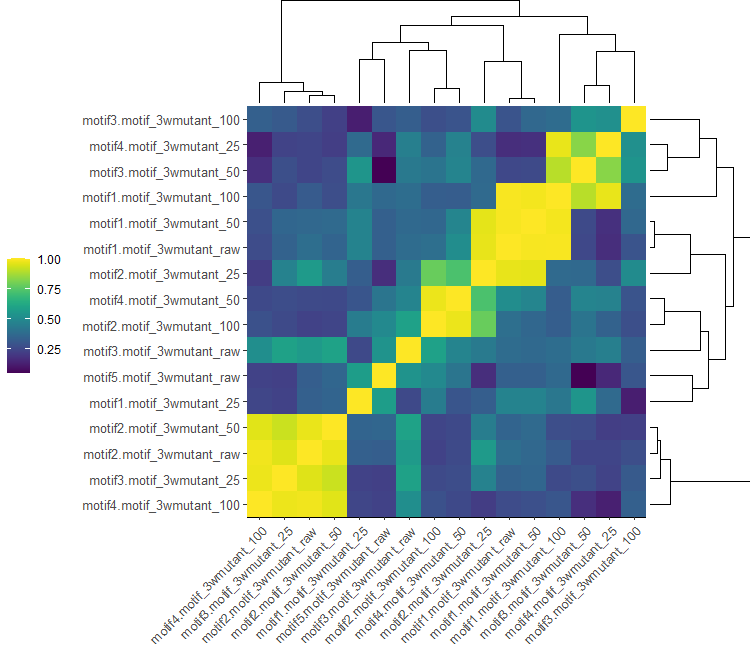 motif3.motif_3wmutant_100
motif4.motif_3wmutant_25
motif3.motif_3wmutant_50
motif1.motif_3wmutant_100
motif1.motif_3wmutant_50
motif1.motif_3wmutant_raw
motif2.motif_3wmutant_25
motif4.motif_3wmutant_50
motif2.motif_3wmutant_100
motif3.motif_3wmutant_raw
motif5.motif_3wmutant_raw
motif1.motif_3wmutant_25
motif2.motif_3wmutant_50
motif2.motif_3wmutant_raw
motif3.motif_3wmutant_25
motif4.motif_3wmutant_100
1.00
0.75
0.50
0.25
motif4.motif_3wmutant_100
motif3.motif_3wmutant_25
motif2.motif_3wmutant_raw
motif2.motif_3wmutant_50
motif1.motif_3wmutant_25
motif5.motif_3wmutant_raw
motif3.motif_3wmutant_raw
motif2.motif_3wmutant_100
motif4.motif_3wmutant_50
motif2.motif_3wmutant_25
motif1.motif_3wmutant_raw
motif1.motif_3wmutant_50
motif1.motif_3wmutant_100
motif3.motif_3wmutant_50
motif4.motif_3wmutant_25
motif3.motif_3wmutant_100